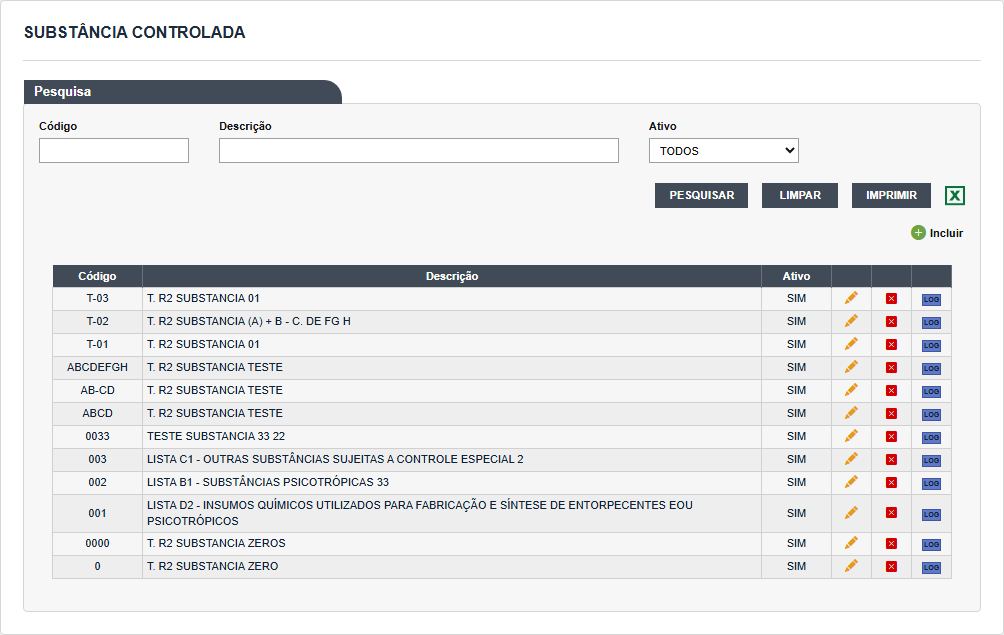 SUBSTÂNCIA CONTROLADA
Pesquisa
Código Descrição Ativo
TODOS
PESQUISAR LIMPAR IMPRIMIR X
Incluir
Código Descrição Ativo
T-03 T. R2 SUBSTANCIA 01 SIM LOG
T-02 T. R2 SUBSTANCIA (A) + B - C. DE FG H SIM LOG
T-01 T. R2 SUBSTANCIA 01 SIM LOG
ABCDEFGH T. R2 SUBSTANCIA TESTE SIM LOG
AB-CD T. R2 SUBSTANCIA TESTE SIM LOG
ABCD T. R2 SUBSTANCIA TESTE SIM LOG
0033 TESTE SUBSTANCIA 33 22 SIM LOG
003 LISTA C1 - OUTRAS SUBSTÂNCIAS SUJEITAS A CONTROLE ESPECIAL 2 SIM LOG
002 LISTA B1 - SUBSTÂNCIAS PSICOTRÓPICAS 33 SIM LOG
001 LISTA D2 - INSUMOS QUÍMICOS UTILIZADOS PARA FABRICAÇÃO E SÍNTESE DE ENTORPECENTES EOU SIM LOG
PSICOTRÓPICOS
0000 T. R2 SUBSTANCIA ZEROS SIM LOG
0 T. R2 SUBSTANCIA ZERO SIM LOG